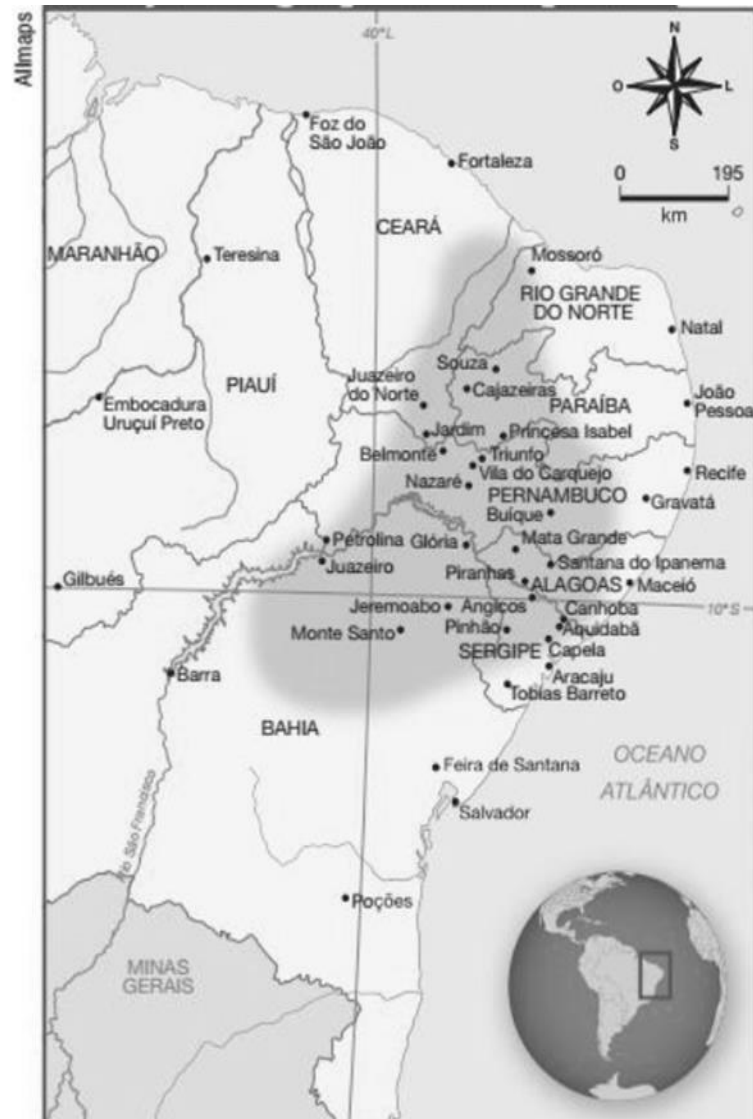 Allmaps
40°L
N
O
L
S
0
195
km
Foz do
São João
Fortaleza
CEARÁ
MARANHÃO
Teresina
Mossoró
RIO GRANDE
DO NORTE
Natal
Souza
PIAUÍ
Juazeiro
do Norte
Cajazeiras
Embocadura
Uruçuí Preto
PARAÍBA
João
Pessoa
Jardim
Princesa Isabel
Belmonte
Triunfo
Vila do Carquejo
Recife
Nazaré
PERNAMBUCO
Gravatá
Buíque
Petrolina
Glória
Mata Grande
Juazeiro
Santana do Ipanema
Gilbués
Piranhas
ALAGOAS
Maceió
Jeremoabo
Angicos
Canhoba
10°S
Monte Santo
Pinhão
Aquidabã
SERGIPE
Capela
Barra
Aracaju
Tobias Barreto
BAHIA
OCEANO
ATLÂNTICO
Feira de Santana
Salvador
Rio São Francisco
Poções
MINAS
GERAIS